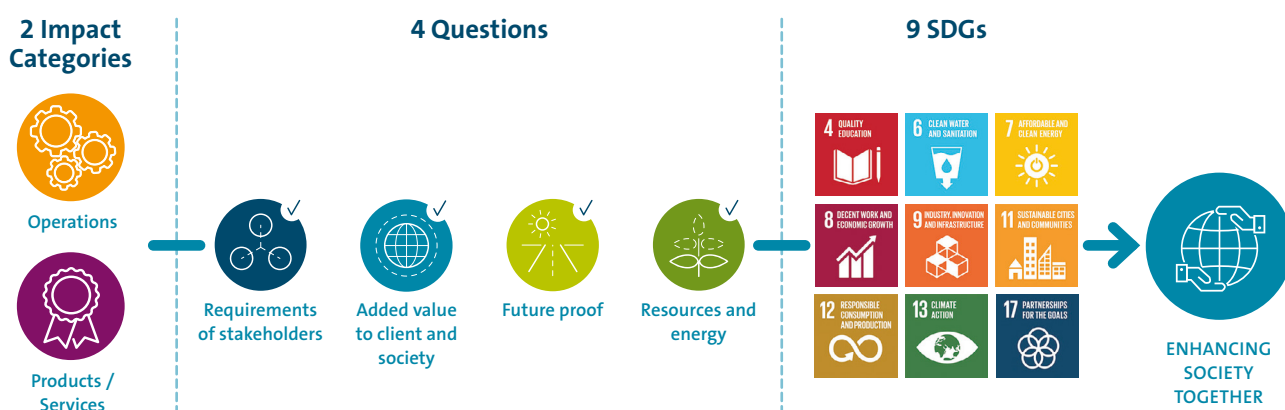 2 Impact
Categories
Operations
Products /
Services
4 Questions
Requirements
of stakeholders
Added value
to client and
society
Future proof
Resources and
energy
9 SDGs
4 QUALITY
EDUCATION
6 CLEAN WATER
AND SANITATION
7 AFFORDABLE AND
CLEAN ENERGY
8 DECENT WORK AND
ECONOMIC GROWTH
9 INDUSTRY, INNOVATION
AND INFRASTRUCTURE
11 SUSTAINABLE CITIES
AND COMMUNITIES
12 RESPONSIBLE
CONSUMPTION
AND PRODUCTION
13 CLIMATE
ACTION
17 PARTNERSHIPS
FOR THE GOALS
ENHANCING
SOCIETY
TOGETHER